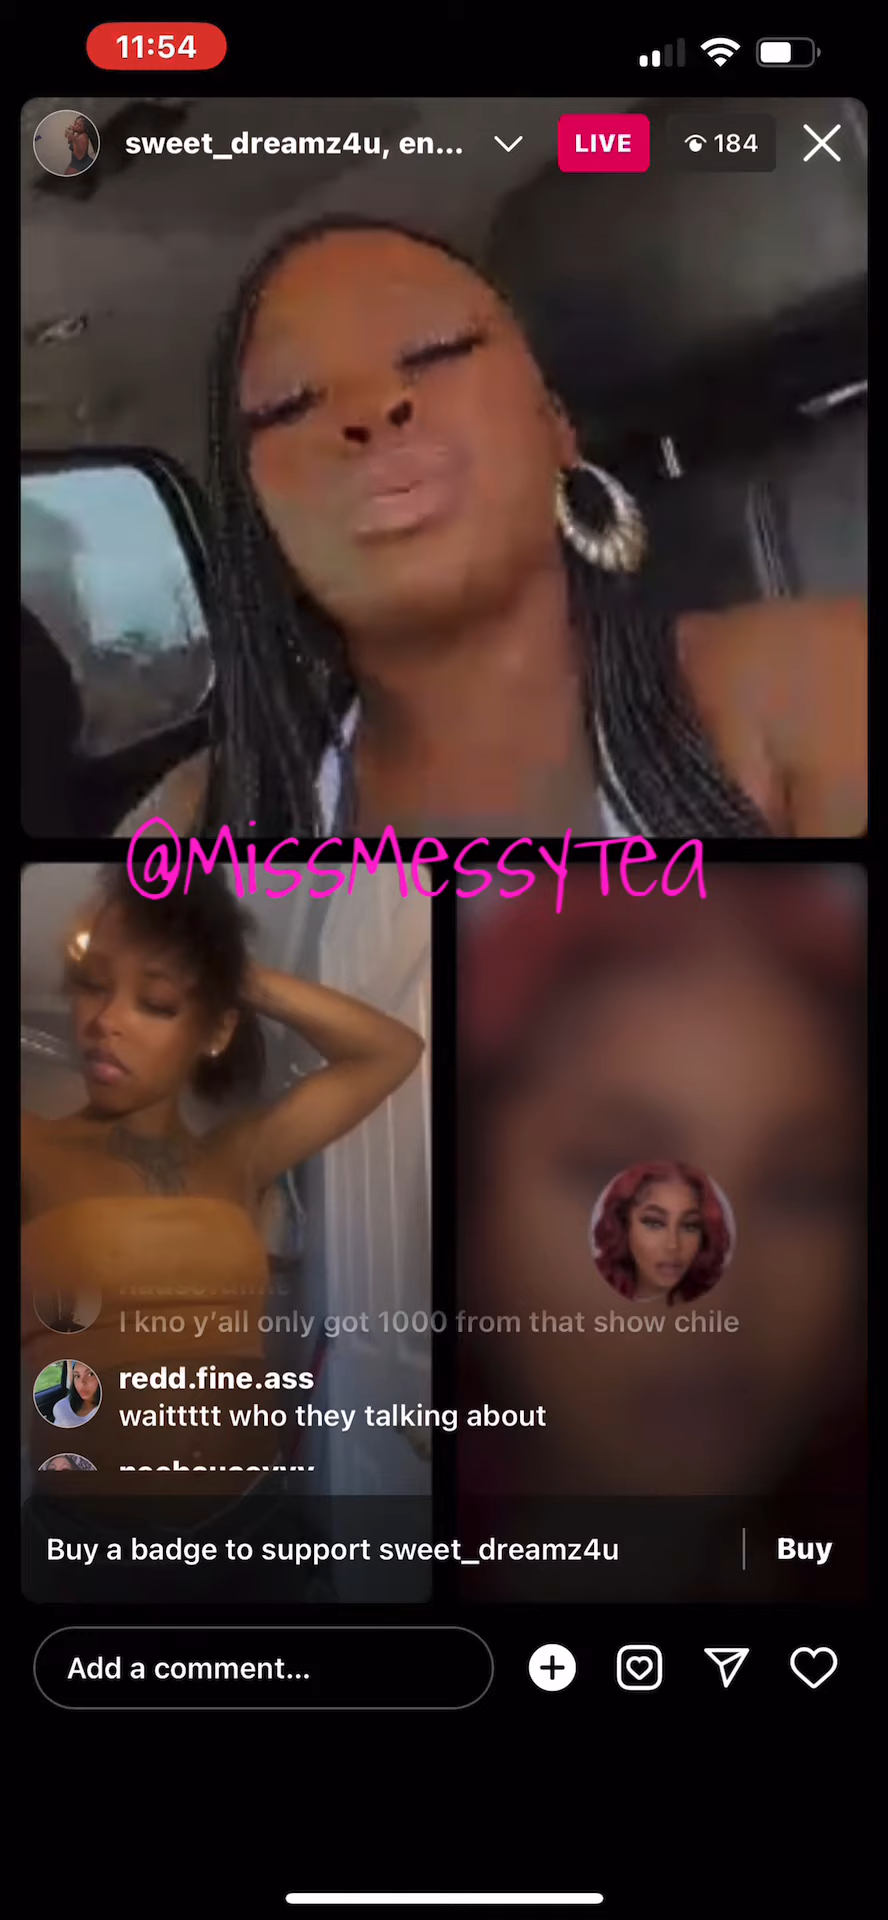 11:54
sweet_dreamz4u, en...
LIVE
184
@MissMessyTea
I kno y'all only got 1000 from that show chile
redd.fine.ass
waittttt who they talking about
Buy a badge to support sweet_dreamz4u
Buy
Add a comment...